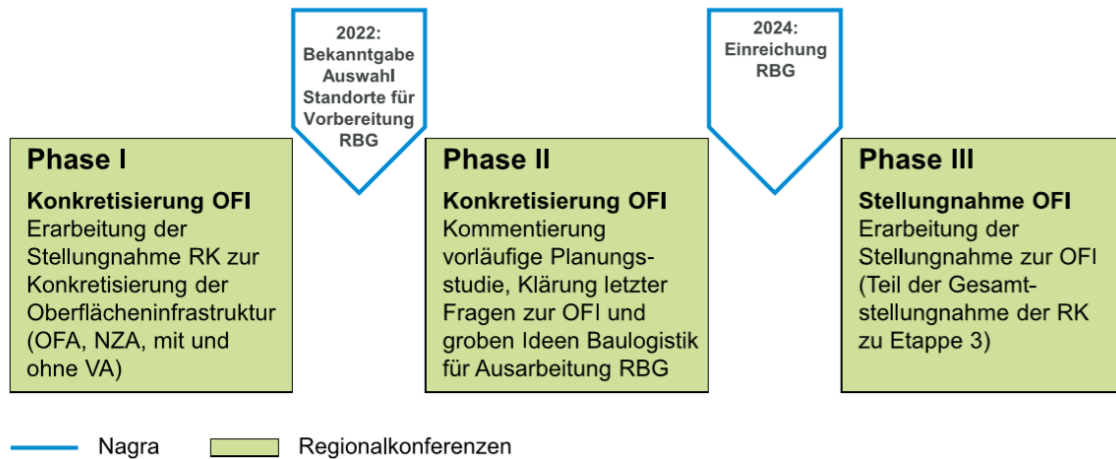 2022:
Bekanntgabe
Auswahl
Standorte für
Vorbereitung
RBG
2024:
Einreichung
RBG
Phase I
Konkretisierung OFI
Erarbeitung der
Stellungnahme RK zur
Konkretisierung der
Oberflächeninfrastruktur
(OFA, NZA, mit und
ohne VA)
Phase II
Konkretisierung OFI
Kommentierung
vorläufige Planungs-
studie, Klärung letzter
Fragen zur OFI und
groben Ideen Baulogistik
für Ausarbeitung RBG
Phase III
Stellungnahme OFI
Erarbeitung der
Stellungnahme zur OFI
(Teil der Gesamt-
stellungnahme der RK
zu Etappe 3)
Nagra
Regionalkonferenzen